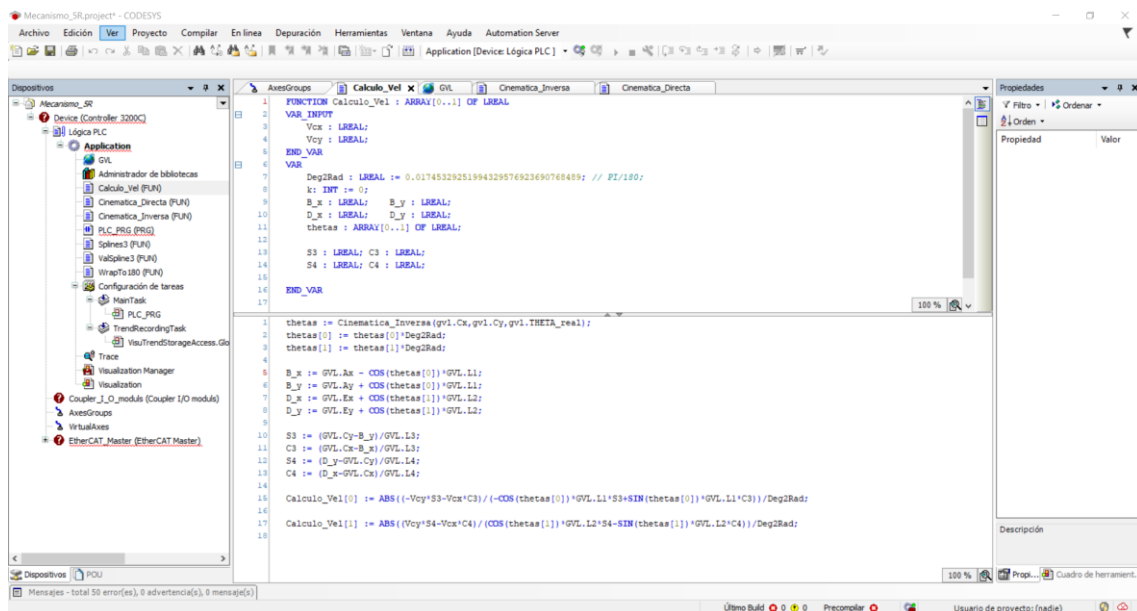 Mecanismo_5R.project* - CODESYS
Archivo Edición Ver Proyecto Compilar En línea Depuración Herramientas Ventana Ayuda Automation Server
Application [Device: Lógica PLC]
Dispositivos
Mecanismo_5R
Device (Controller 3200C)
Lógica PLC
Application
GVL
Administrador de bibliotecas
Calculo_Vel (FUN)
Cinematica_Directa (FUN)
Cinematica_Inversa (FUN)
PLC_PRG (PRG)
Splines3 (FUN)
ValSpline3 (FUN)
WrapTo180 (FUN)
Configuración de tareas
MainTask
PLC_PRG
TrendRecordingTask
VisuTrendStorageAccess.Glo
Trace
Visualization Manager
Visualization
Coupler_I_O_moduls (Coupler I/O moduls)
AxesGroups
VirtualAxes
EtherCAT_Master (EtherCAT Master)
Dispositivos POU
AxesGroups Calculo_Vel GVL Cinematica_Inversa Cinematica_Directa
1 FUNCTION Calculo_Vel : ARRAY[0..1] OF LREAL
2 VAR_INPUT
3 Vcx : LREAL;
4 Vcy : LREAL;
5 END_VAR
6 VAR
7 Deg2Rad : LREAL := 0.01745329251994329576923690768489; // PI/180;
8 k: INT := 0;
9 B_x : LREAL; B_y : LREAL;
10 D_x : LREAL; D_y : LREAL;
11 thetas : ARRAY[0..1] OF LREAL;
12
13 S3 : LREAL; C3 : LREAL;
14 S4 : LREAL; C4 : LREAL;
15
16 END_VAR
17
100 %
1 thetas := Cinematica_Inversa(gvl.Cx,gvl.Cy,gvl.THETA_real);
2 thetas[0] := thetas[0]*Deg2Rad;
3 thetas[1] := thetas[1]*Deg2Rad;
4
5 B_x := GVL.Ax - COS(thetas[0])*GVL.L1;
6 B_y := GVL.Ay + COS(thetas[0])*GVL.L1;
7 D_x := GVL.Ex + COS(thetas[1])*GVL.L2;
8 D_y := GVL.Ey + COS(thetas[1])*GVL.L2;
9
10 S3 := (GVL.Cy-B_y)/GVL.L3;
11 C3 := (GVL.Cx-B_x)/GVL.L3;
12 S4 := (D_y-GVL.Cy)/GVL.L4;
13 C4 := (D_x-GVL.Cx)/GVL.L4;
14
15 Calculo_Vel[0] := ABS((-Vcy*S3-Vcx*C3)/(-COS(thetas[0])*GVL.L1*S3+SIN(thetas[0])*GVL.L1*C3))/Deg2Rad;
16
17 Calculo_Vel[1] := ABS((Vcy*S4-Vcx*C4)/(COS(thetas[1])*GVL.L2*S4-SIN(thetas[1])*GVL.L2*C4))/Deg2Rad;
18
100 %
Propiedades
Filtro Ordenar
Orden
Propiedad Valor
Descripción
Propi... Cuadro de herramient.
Mensajes - total 50 error(es), 0 advertencia(s), 0 mensaje(s)
Último Build 0 0 Precompilar Usuario de proyecto: (nadie)